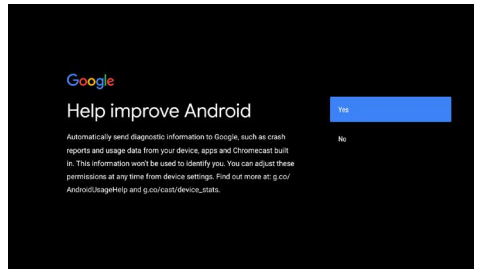 Google
Help improve Android
Automatically send diagnostic information to Google, such as crash
reports and usage data from your device, apps and Chromecast built
in. This information won't be used to identify you. You can adjust these
permissions at any time from device settings. Find out more at: g.co/
AndroidUsageHelp and g.co/cast/device_stats.
Yes
No